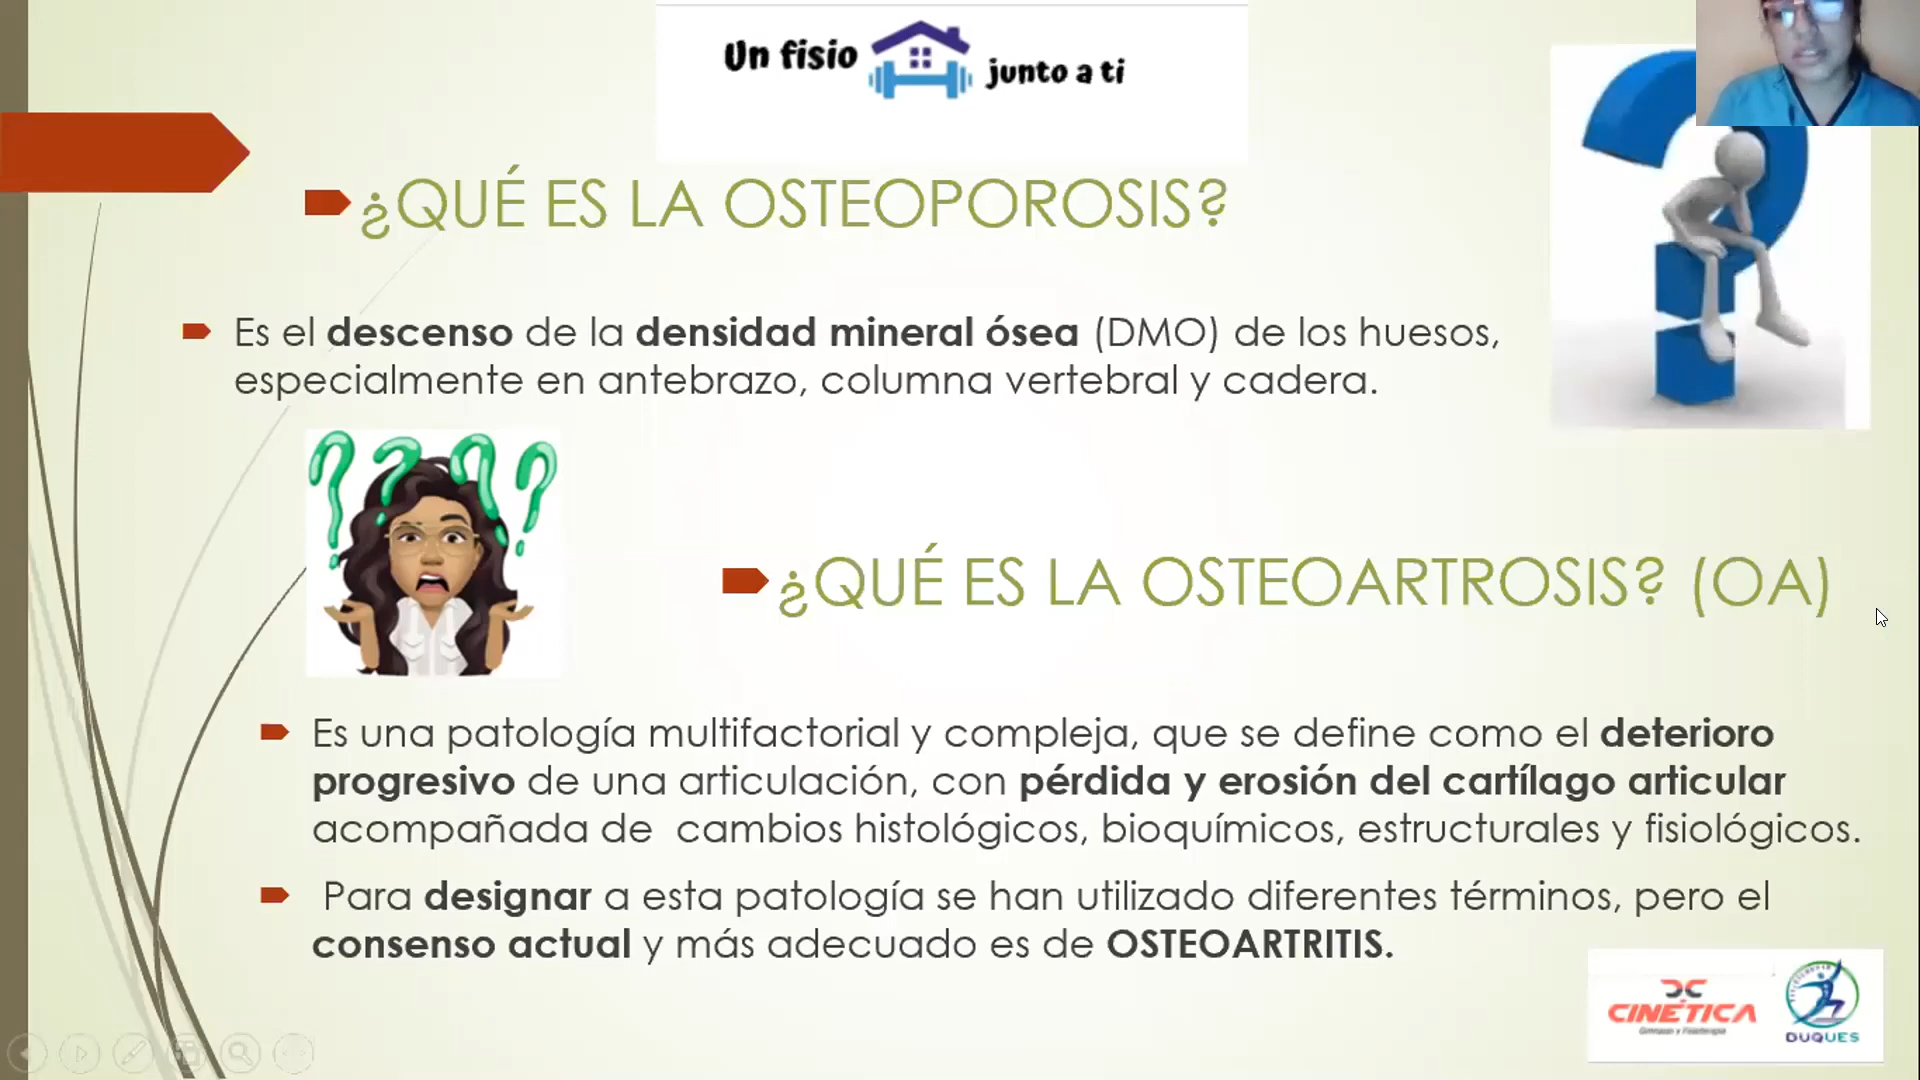 Un fisio junto a ti
¿QUÉ ES LA OSTEOPOROSIS?
Es el descenso de la densidad mineral ósea (DMO) de los huesos,
especialmente en antebrazo, columna vertebral y cadera.
¿QUÉ ES LA OSTEOARTROSIS? (OA)
Es una patología multifactorial y compleja, que se define como el deterioro
progresivo de una articulación, con pérdida y erosión del cartílago articular
acompañada de  cambios histológicos, bioquímicos, estructurales y fisiológicos.
Para designar a esta patología se han utilizado diferentes términos, pero el
consenso actual y más adecuado es de OSTEOARTRITIS.
CINÉTICA
Gimnasio y Fisioterapia
DUQUES